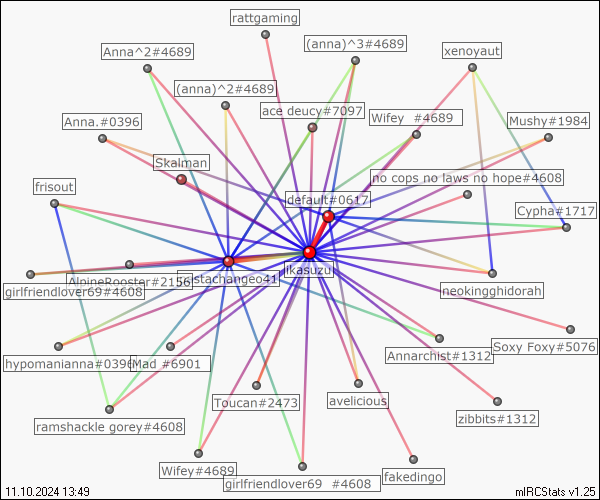 rattgaming
Anna^2#4689
(anna)^3#4689
xenoyaut
(anna)^2#4689
ace deucy#7097
Anna.#0396
Wifey #4689
Mushy#1984
Skalman
no cops no laws no hope#4608
frisout
default#0617
Cypha#1717
likasuzu
AlpineRooster#2156
girlfriendlover69#4608
neokingghidorah
Annarchist#1312
Soxy Foxy#5076
hypomanianna#0396
Mad #6901
Toucan#2473
avelicious
zibbits#1312
ramshackle gorey#4608
Wifey#4689
girlfriendlover69 #4608
fakedingo
11.10.2024 13:49
mIRCStats v1.25